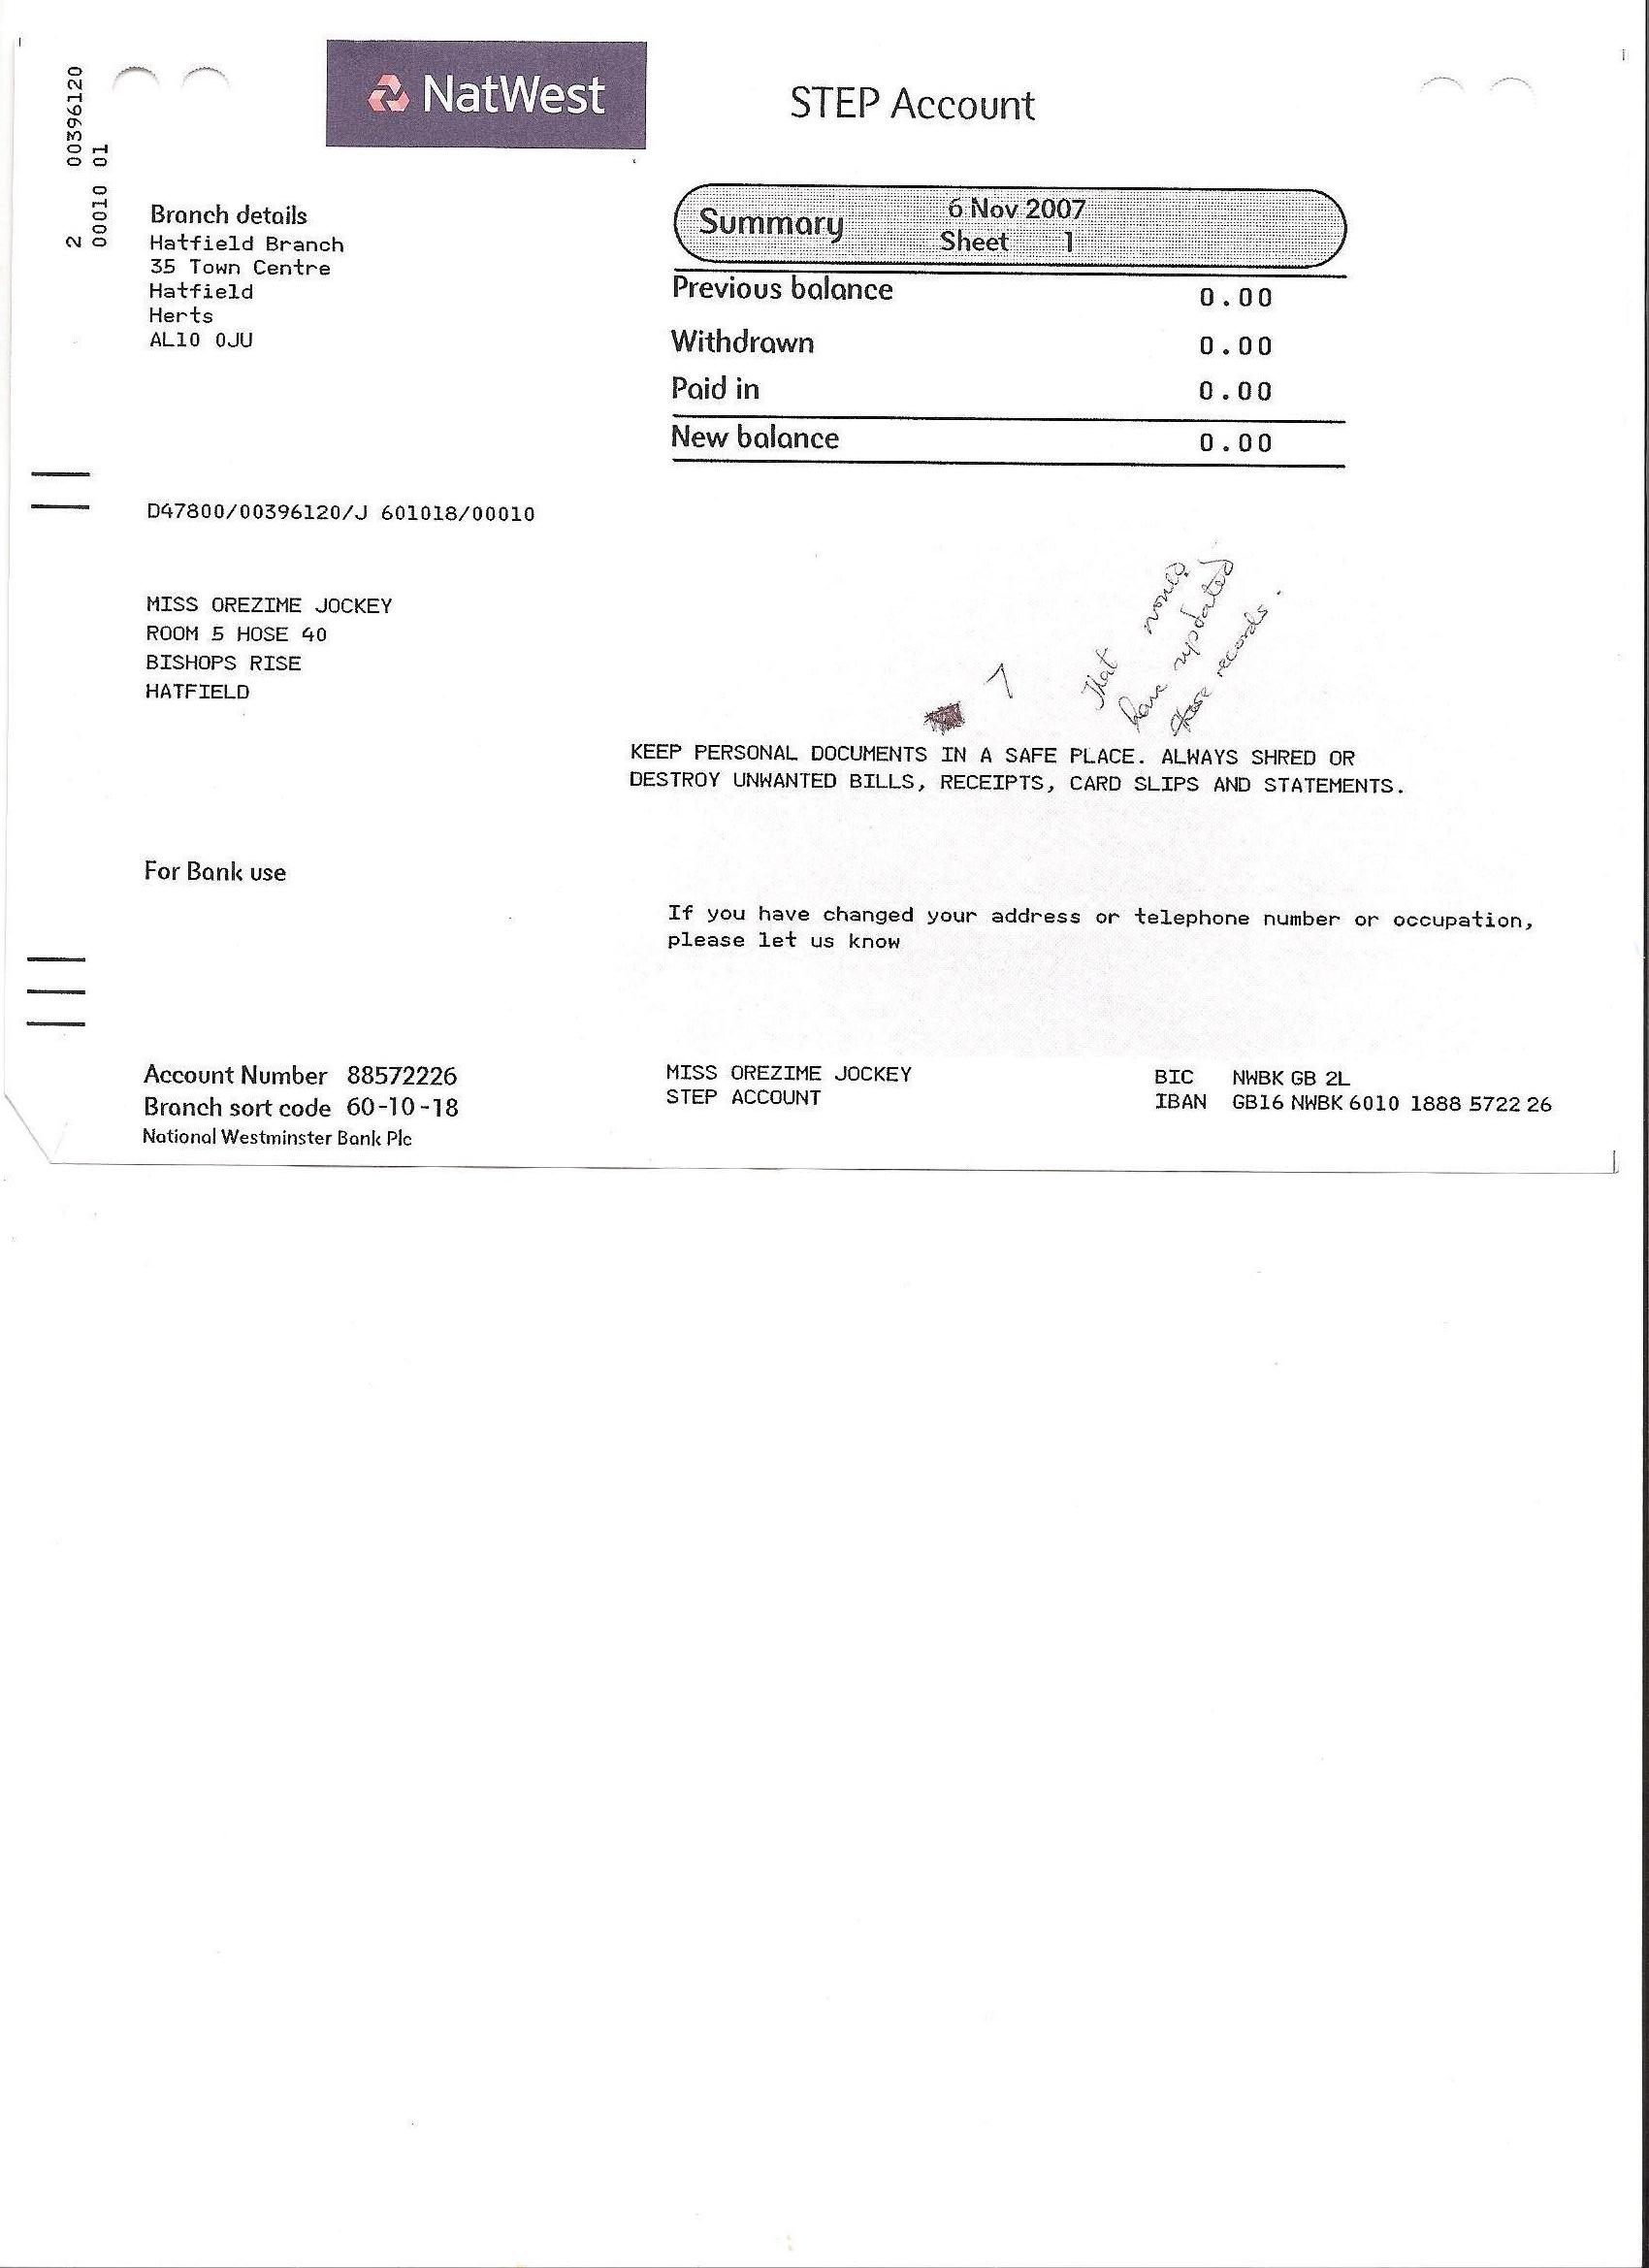 2 00396120
00010 01
NatWest
STEP Account
Branch details
Hatfield Branch
35 Town Centre
Hatfield
Herts
AL10 0JU
Summary
6 Nov 2007
Sheet 1
Previous balance 0.00
Withdrawn 0.00
Paid in 0.00
New balance 0.00
D47800/00396120/J 601018/00010
MISS OREZIME JOCKEY
ROOM 5 HOSE 40
BISHOPS RISE
HATFIELD
That would
have updated
these records.
KEEP PERSONAL DOCUMENTS IN A SAFE PLACE. ALWAYS SHRED OR
DESTROY UNWANTED BILLS, RECEIPTS, CARD SLIPS AND STATEMENTS.
For Bank use
If you have changed your address or telephone number or occupation,
please let us know
Account Number 88572226
Branch sort code 60-10-18
National Westminster Bank Plc
MISS OREZIME JOCKEY
STEP ACCOUNT
BIC NWBK GB 2L
IBAN GB16 NWBK 6010 1888 5722 26